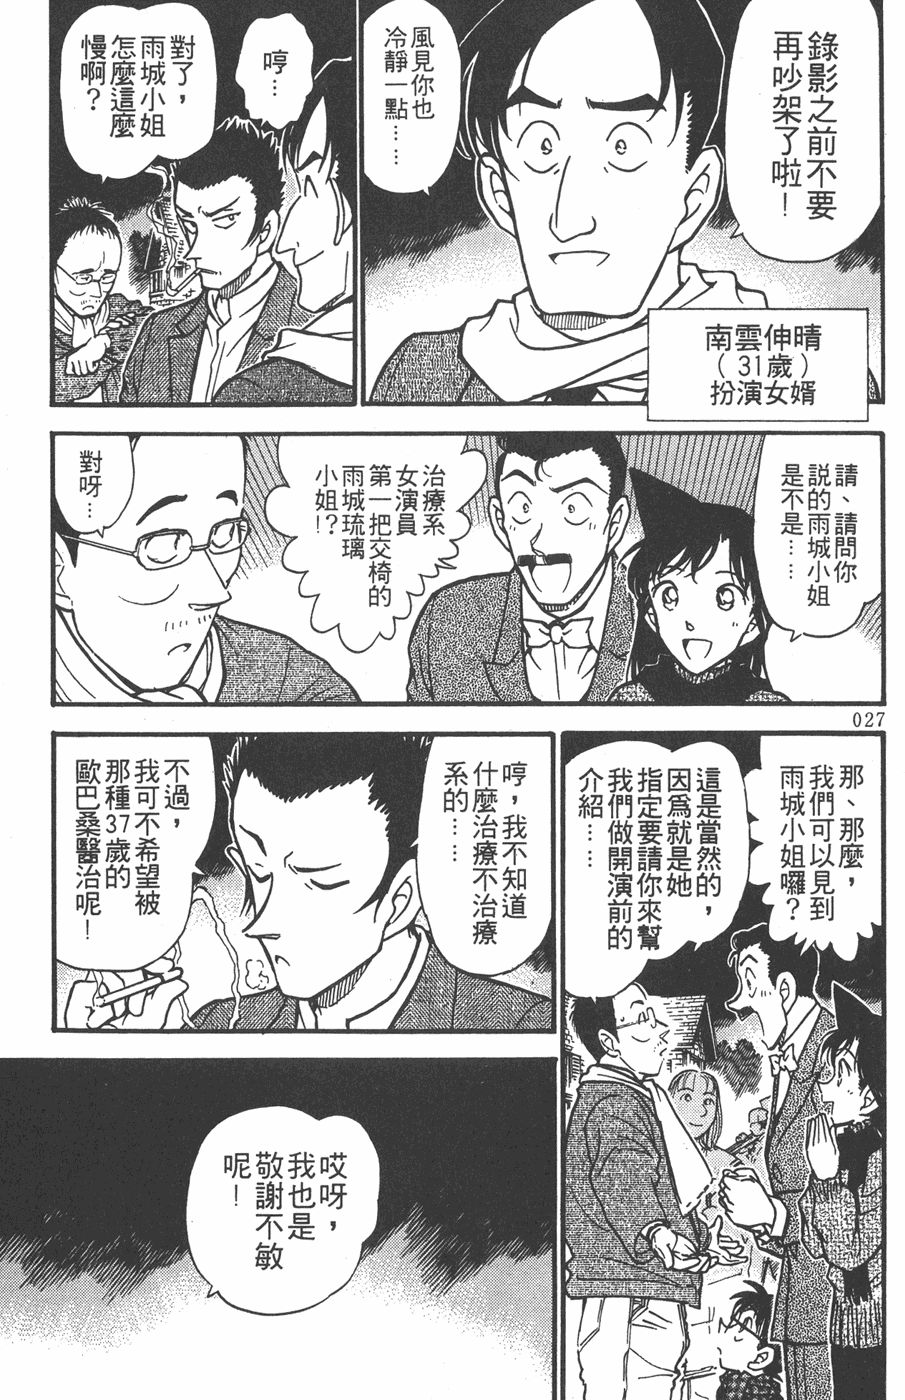 錄影之前不要
再吵架了啦！
風見你也
冷靜一點……
南雲伸晴
（31歲）
扮演女婿
哼…
對了，
雨城小姐
怎麼這麼
慢啊？
請、請問你
說的雨城小姐
是不是……
治療系
女演員
第一把交椅的
雨城琉璃
小姐!?
對呀…
027
那、那麼，
我們可以見到
雨城小姐囉？
這是當然的，
因為就是她
指定要請你來幫
我們做開演前的
介紹……
哼，我不知道
什麼治療不治療
系的……
不過，
我可不希望被
那種37歲的
歐巴桑醫治呢！
哎呀，
我也是
敬謝不敏
呢！